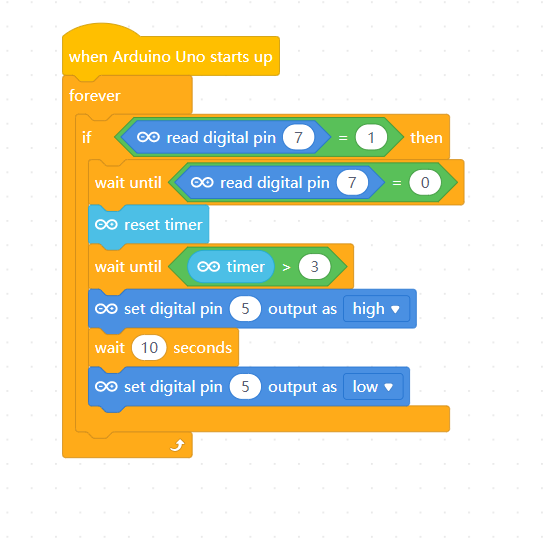 when Arduino Uno starts up
forever
if read digital pin 7 = 1 then
wait until read digital pin 7 = 0
reset timer
wait until timer > 3
set digital pin 5 output as high
wait 10 seconds
set digital pin 5 output as low